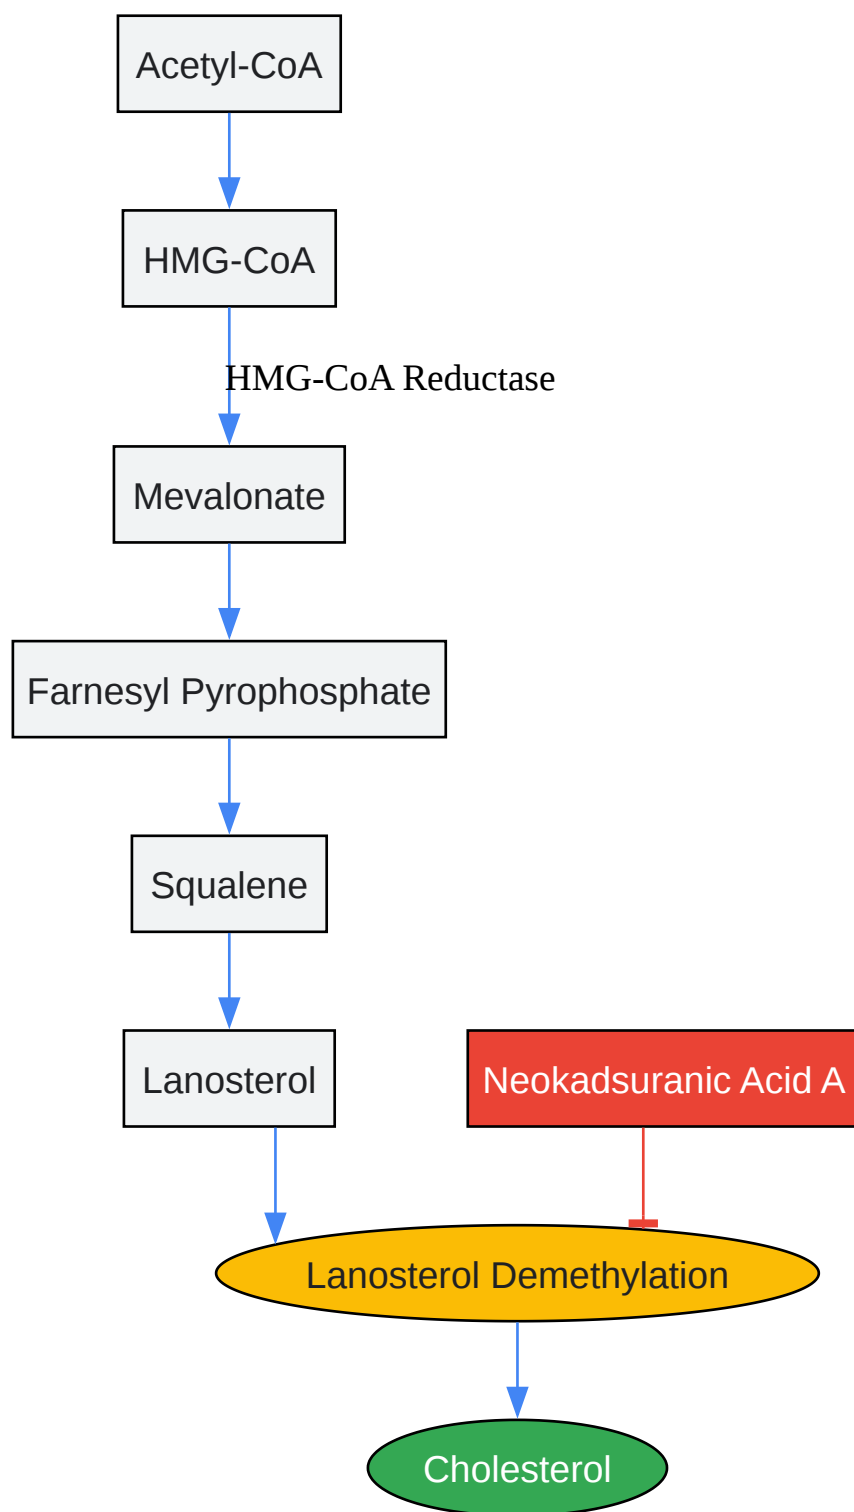 Acetyl-CoA
HMG-CoA
HMG-CoA Reductase
Mevalonate
Farnesyl Pyrophosphate
Squalene
Lanosterol
Neokadsuranic Acid A
Lanosterol Demethylation
Cholesterol